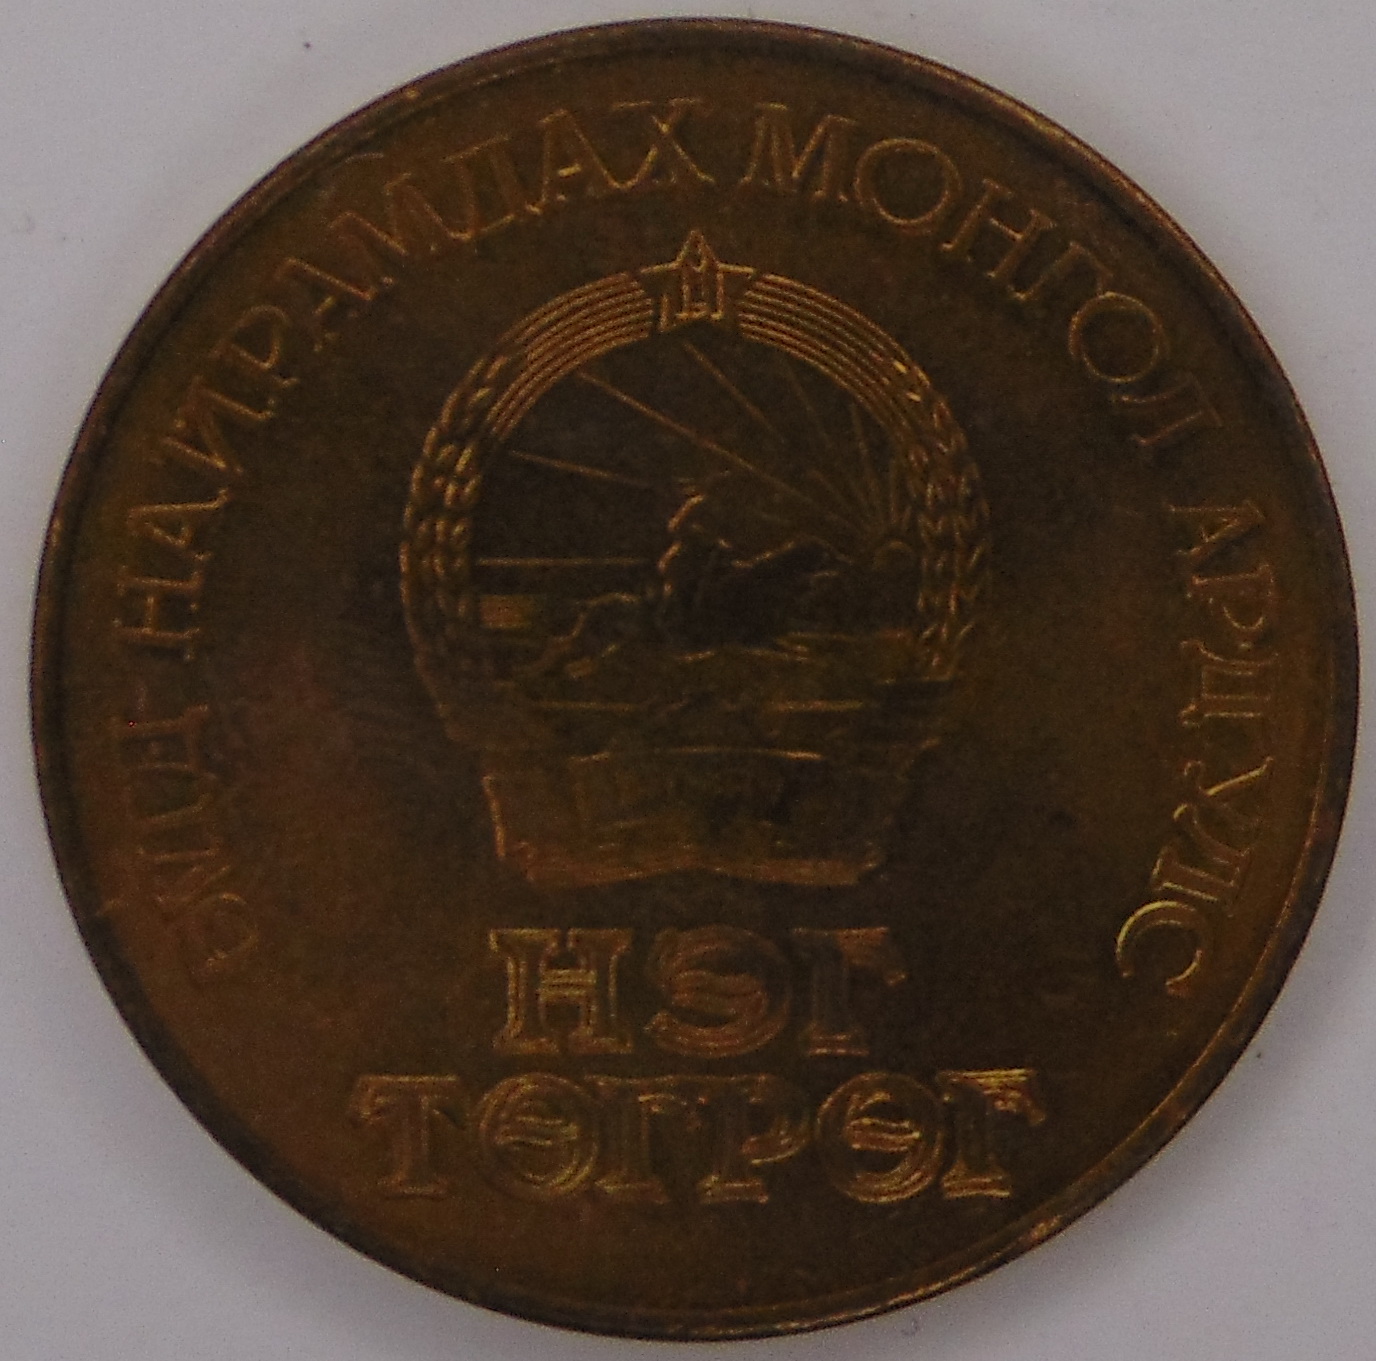 БҮГД НАЙРАМДАХ МОНГОЛ АРД УЛС
НЭГ
ТӨГРӨГ